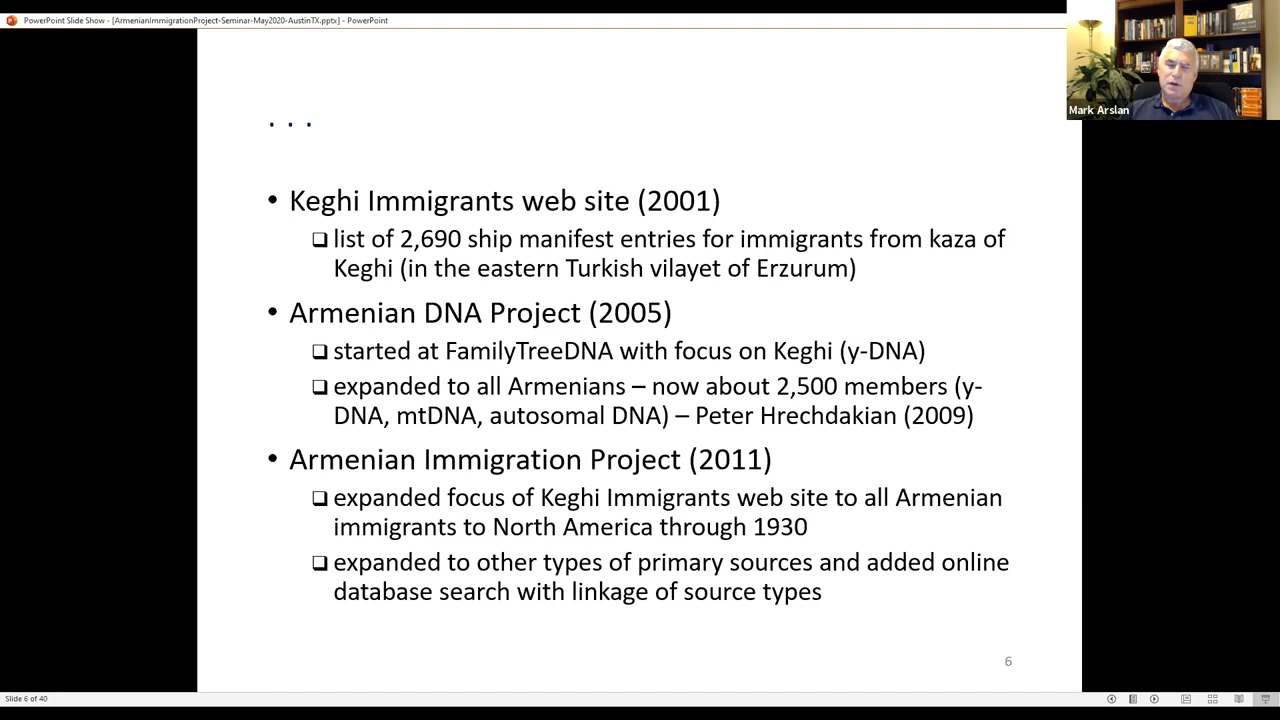 PowerPoint Slide Show - [ArmenianImmigrationProject-Seminar-May2020-AustinTX.pptx] - PowerPoint
Mark Arslan
. . .
• Keghi Immigrants web site (2001)
❑ list of 2,690 ship manifest entries for immigrants from kaza of
Keghi (in the eastern Turkish vilayet of Erzurum)
• Armenian DNA Project (2005)
❑ started at FamilyTreeDNA with focus on Keghi (y-DNA)
❑ expanded to all Armenians – now about 2,500 members (y-
DNA, mtDNA, autosomal DNA) – Peter Hrechdakian (2009)
• Armenian Immigration Project (2011)
❑ expanded focus of Keghi Immigrants web site to all Armenian
immigrants to North America through 1930
❑ expanded to other types of primary sources and added online
database search with linkage of source types
6
Slide 6 of 40